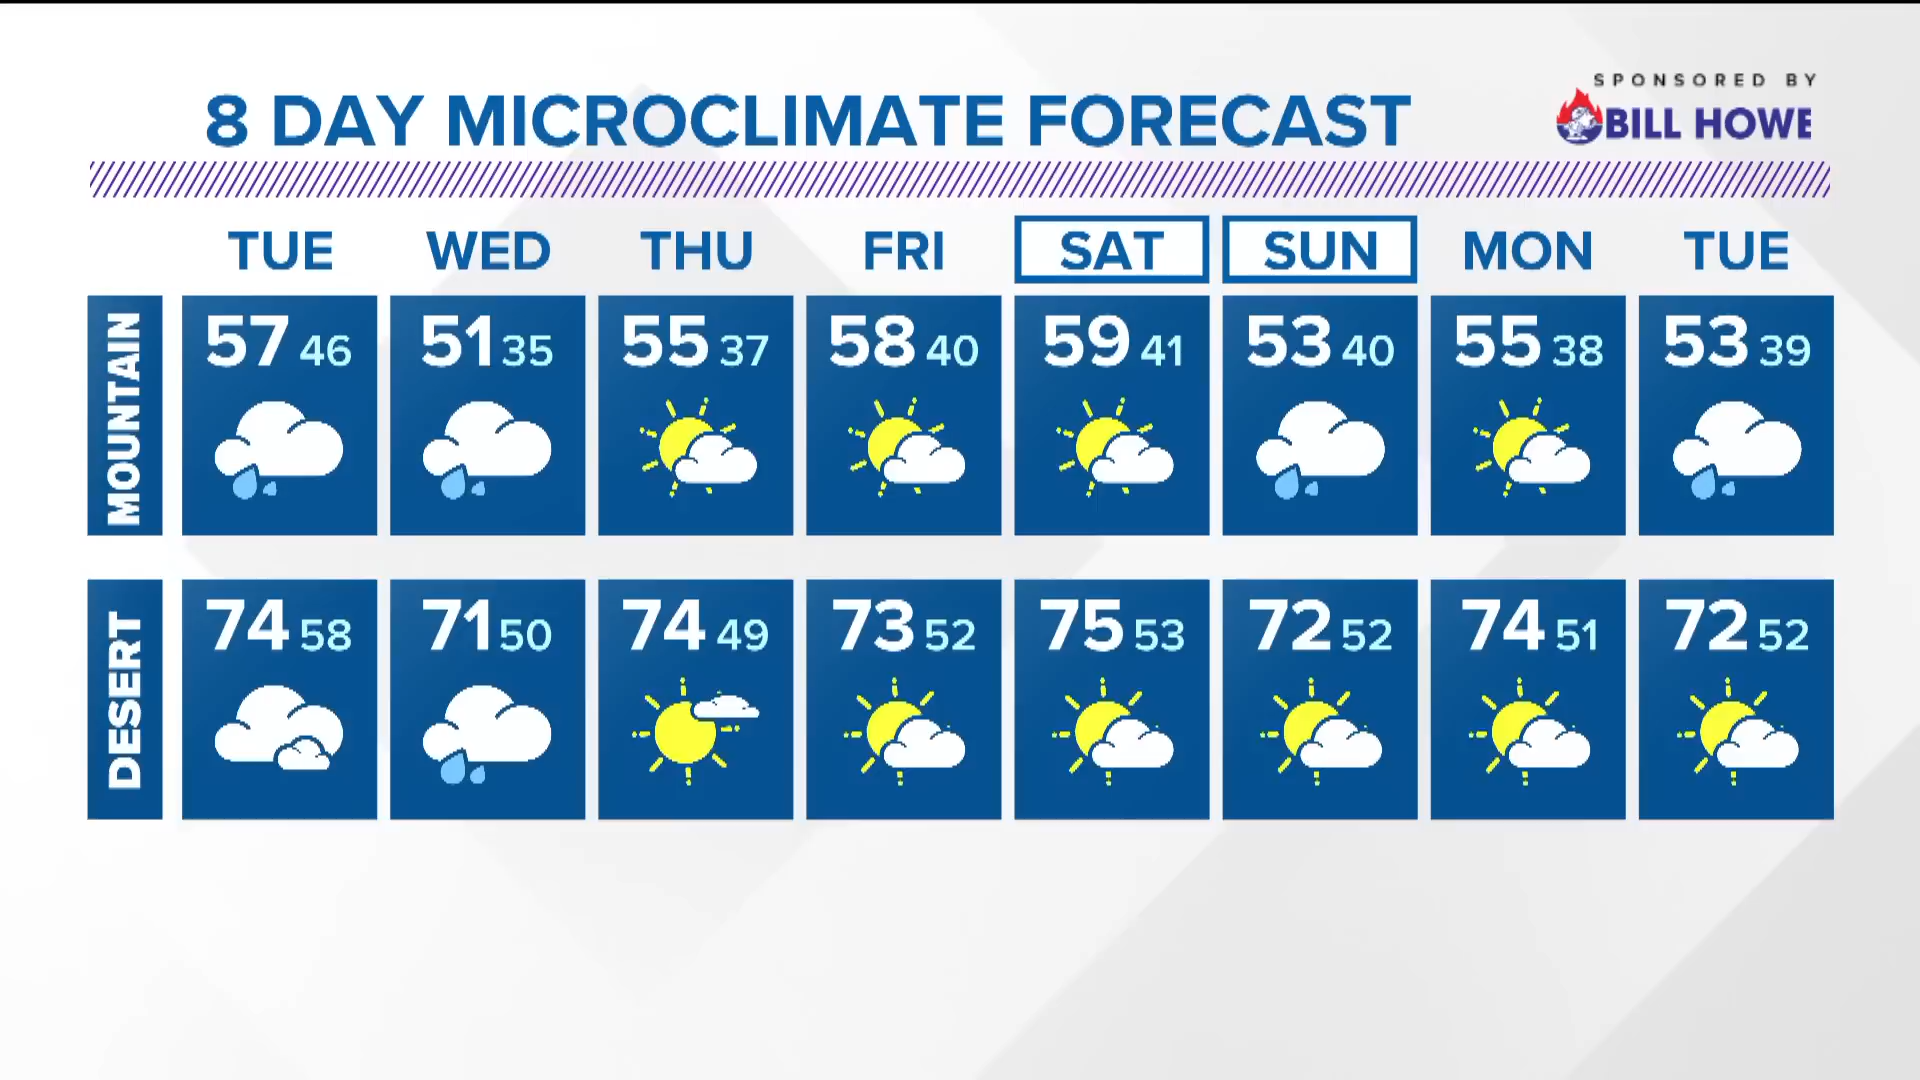 SPONSORED BY
8 DAY MICROCLIMATE FORECAST
BILL HOWE
TUE WED THU FRI SAT SUN MON TUE
MOUNTAIN
57 46 51 35 55 37 58 40 59 41 53 40 55 38 53 39
DESERT
74 58 71 50 74 49 73 52 75 53 72 52 74 51 72 52